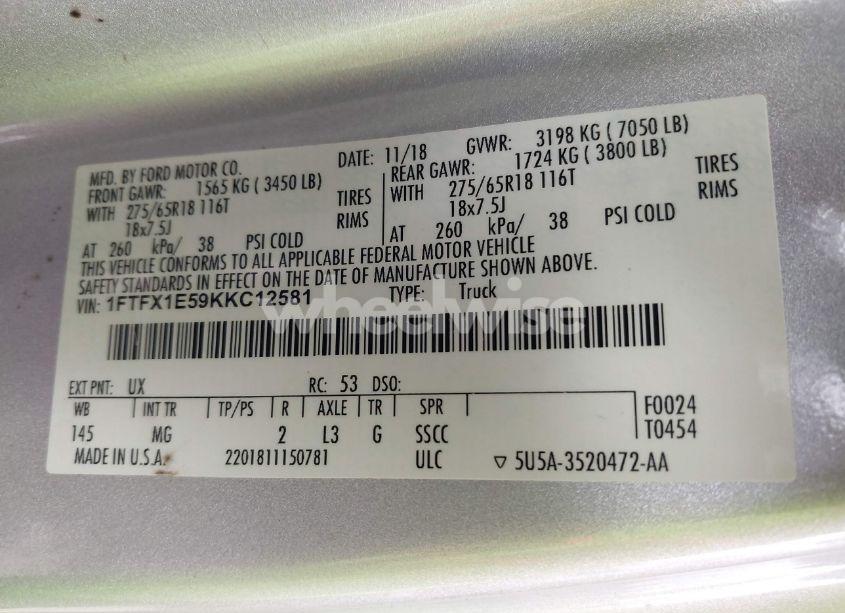 MFD. BY FORD MOTOR CO. DATE: 11/18 GVWR: 3198 KG ( 7050 LB)
FRONT GAWR: 1565 KG ( 3450 LB) REAR GAWR: 1724 KG ( 3800 LB)
WITH 275/65R18 116T TIRES WITH 275/65R18 116T TIRES
18x7.5J RIMS 18x7.5J RIMS
AT 260 kPa/ 38 PSI COLD AT 260 kPa/ 38 PSI COLD
THIS VEHICLE CONFORMS TO ALL APPLICABLE FEDERAL MOTOR VEHICLE
SAFETY STANDARDS IN EFFECT ON THE DATE OF MANUFACTURE SHOWN ABOVE.
VIN: 1FTFX1E59KKC12581 TYPE: Truck
wheelwise
EXT PNT: UX RC: 53 DSO:
WB INT TR TP/PS R AXLE TR SPR F0024
145 MG 2 L3 G SSCC T0454
MADE IN U.S.A. 2201811150781 ULC ▽ 5U5A-3520472-AA